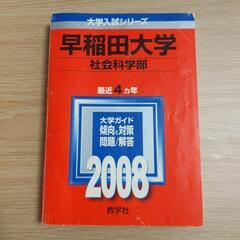 大学入試シリーズ
早稲田大学
社会科学部
最近4ヵ年
大学ガイド
傾向と対策
問題/解答
2008
教学社